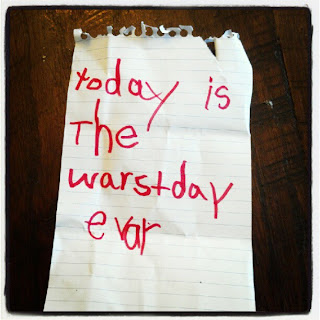 today is
The
warstday
evar